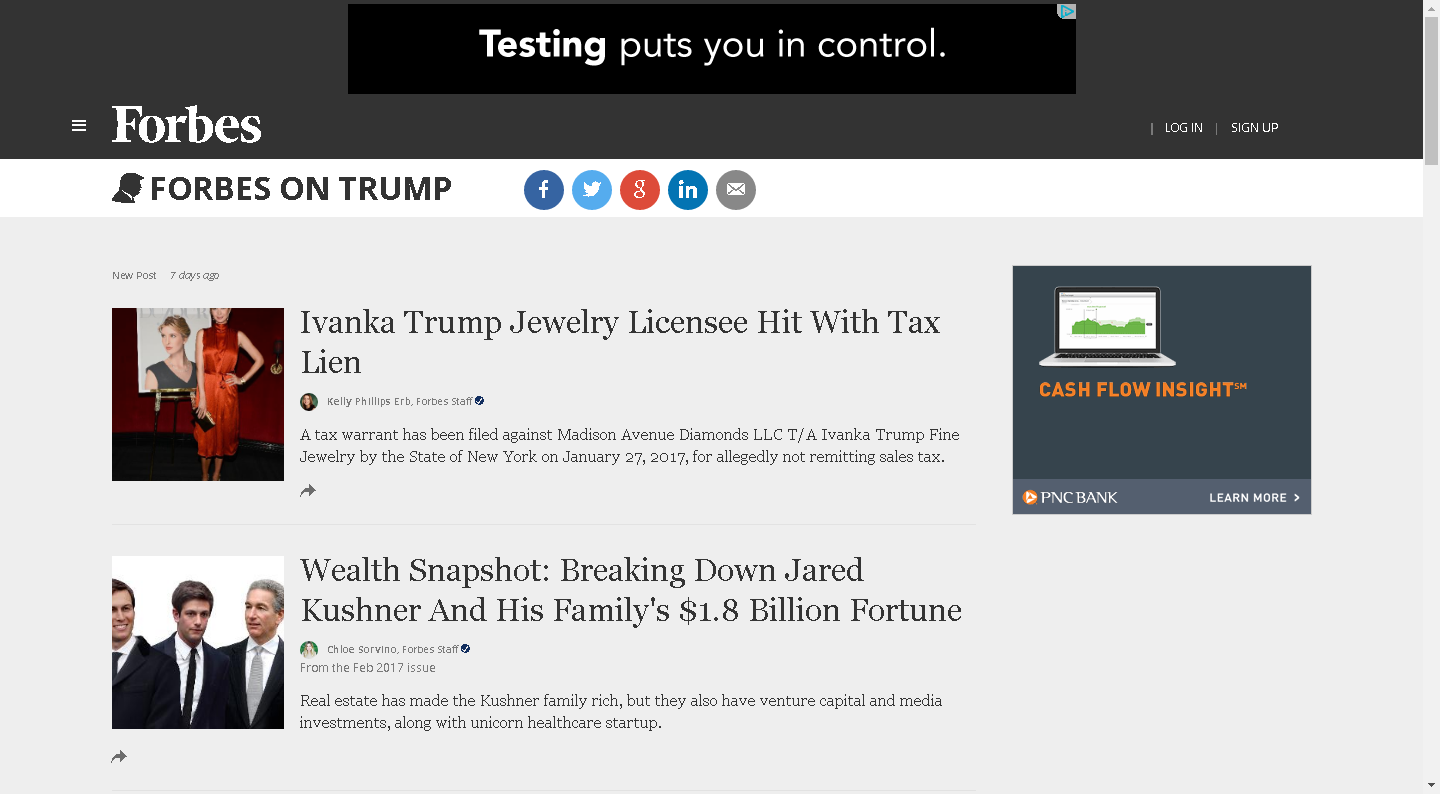 Testing puts you in control.
Forbes
| LOG IN | SIGN UP
FORBES ON TRUMP
New Post 7 days ago
Ivanka Trump Jewelry Licensee Hit With Tax
Lien
Kelly Phillips Erb, Forbes Staff
A tax warrant has been filed against Madison Avenue Diamonds LLC T/A Ivanka Trump Fine
Jewelry by the State of New York on January 27, 2017, for allegedly not remitting sales tax.
CASH FLOW INSIGHT℠
PNC BANK LEARN MORE >
Wealth Snapshot: Breaking Down Jared
Kushner And His Family's $1.8 Billion Fortune
Chloe Sorvino, Forbes Staff
From the Feb 2017 issue
Real estate has made the Kushner family rich, but they also have venture capital and media
investments, along with unicorn healthcare startup.